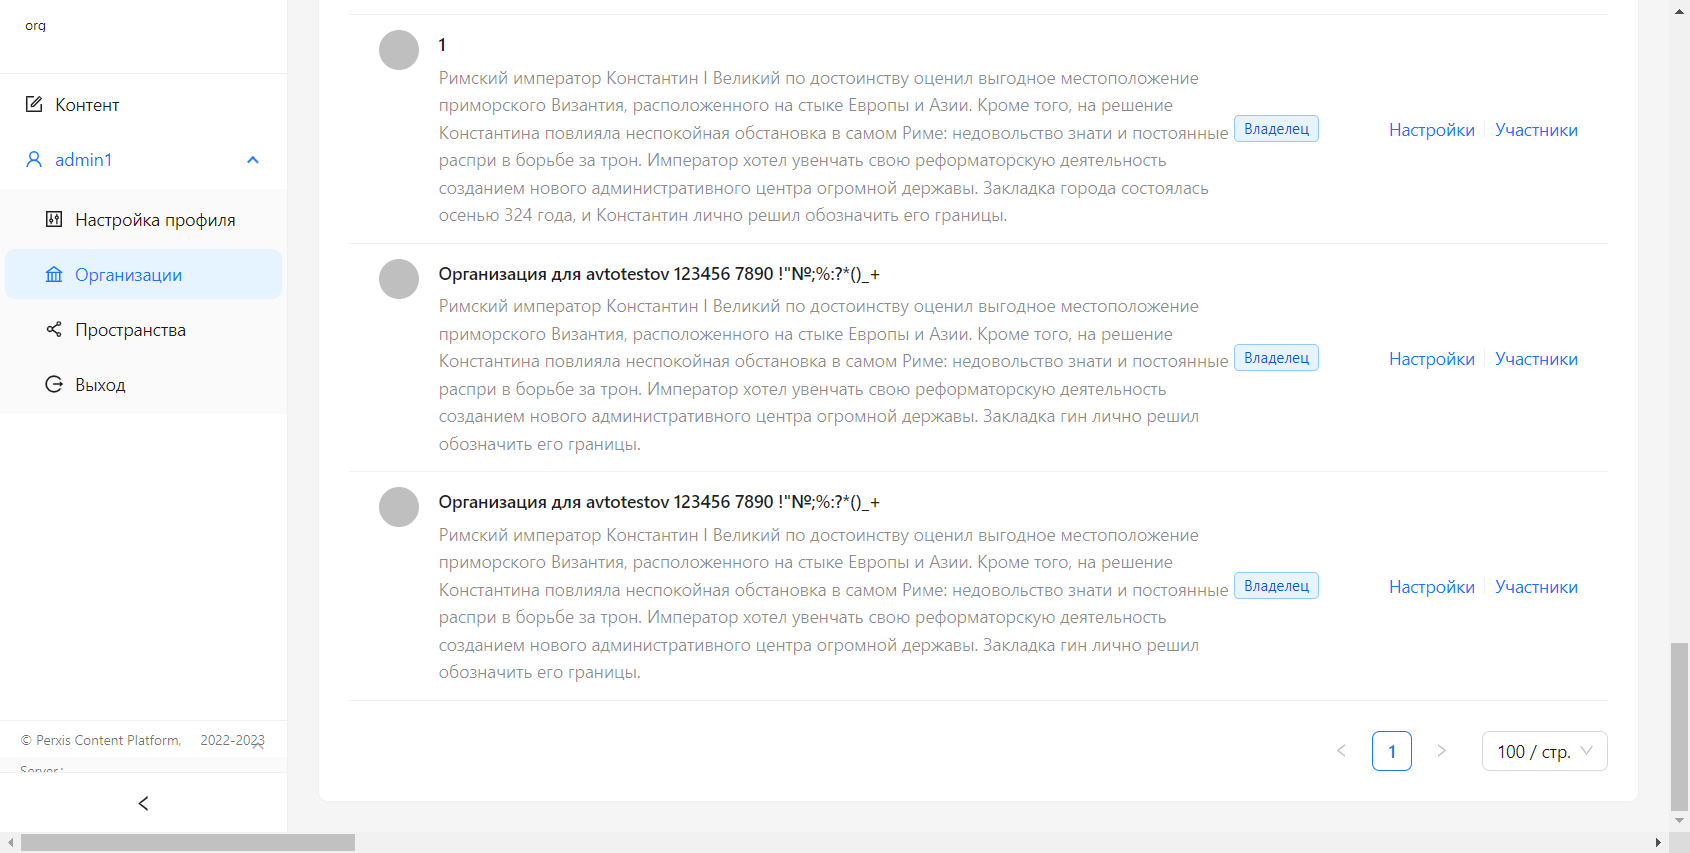 org
Контент
admin1
Настройка профиля
Организации
Пространства
Выход
© Perxis Content Platform, 2022-2023
Server:
1
Римский император Константин I Великий по достоинству оценил выгодное местоположение
приморского Византия, расположенного на стыке Европы и Азии. Кроме того, на решение
Константина повлияла неспокойная обстановка в самом Риме: недовольство знати и постоянные
распри в борьбе за трон. Император хотел увенчать свою реформаторскую деятельность
созданием нового административного центра огромной державы. Закладка города состоялась
осенью 324 года, и Константин лично решил обозначить его границы.
Владелец
Настройки
Участники
Организация для avtotestov 123456 7890 !"№;%:?*()_+
Римский император Константин I Великий по достоинству оценил выгодное местоположение
приморского Византия, расположенного на стыке Европы и Азии. Кроме того, на решение
Константина повлияла неспокойная обстановка в самом Риме: недовольство знати и постоянные
распри в борьбе за трон. Император хотел увенчать свою реформаторскую деятельность
созданием нового административного центра огромной державы. Закладка гин лично решил
обозначить его границы.
Владелец
Настройки
Участники
Организация для avtotestov 123456 7890 !"№;%:?*()_+
Римский император Константин I Великий по достоинству оценил выгодное местоположение
приморского Византия, расположенного на стыке Европы и Азии. Кроме того, на решение
Константина повлияла неспокойная обстановка в самом Риме: недовольство знати и постоянные
распри в борьбе за трон. Император хотел увенчать свою реформаторскую деятельность
созданием нового административного центра огромной державы. Закладка гин лично решил
обозначить его границы.
Владелец
Настройки
Участники
1
100 / стр.